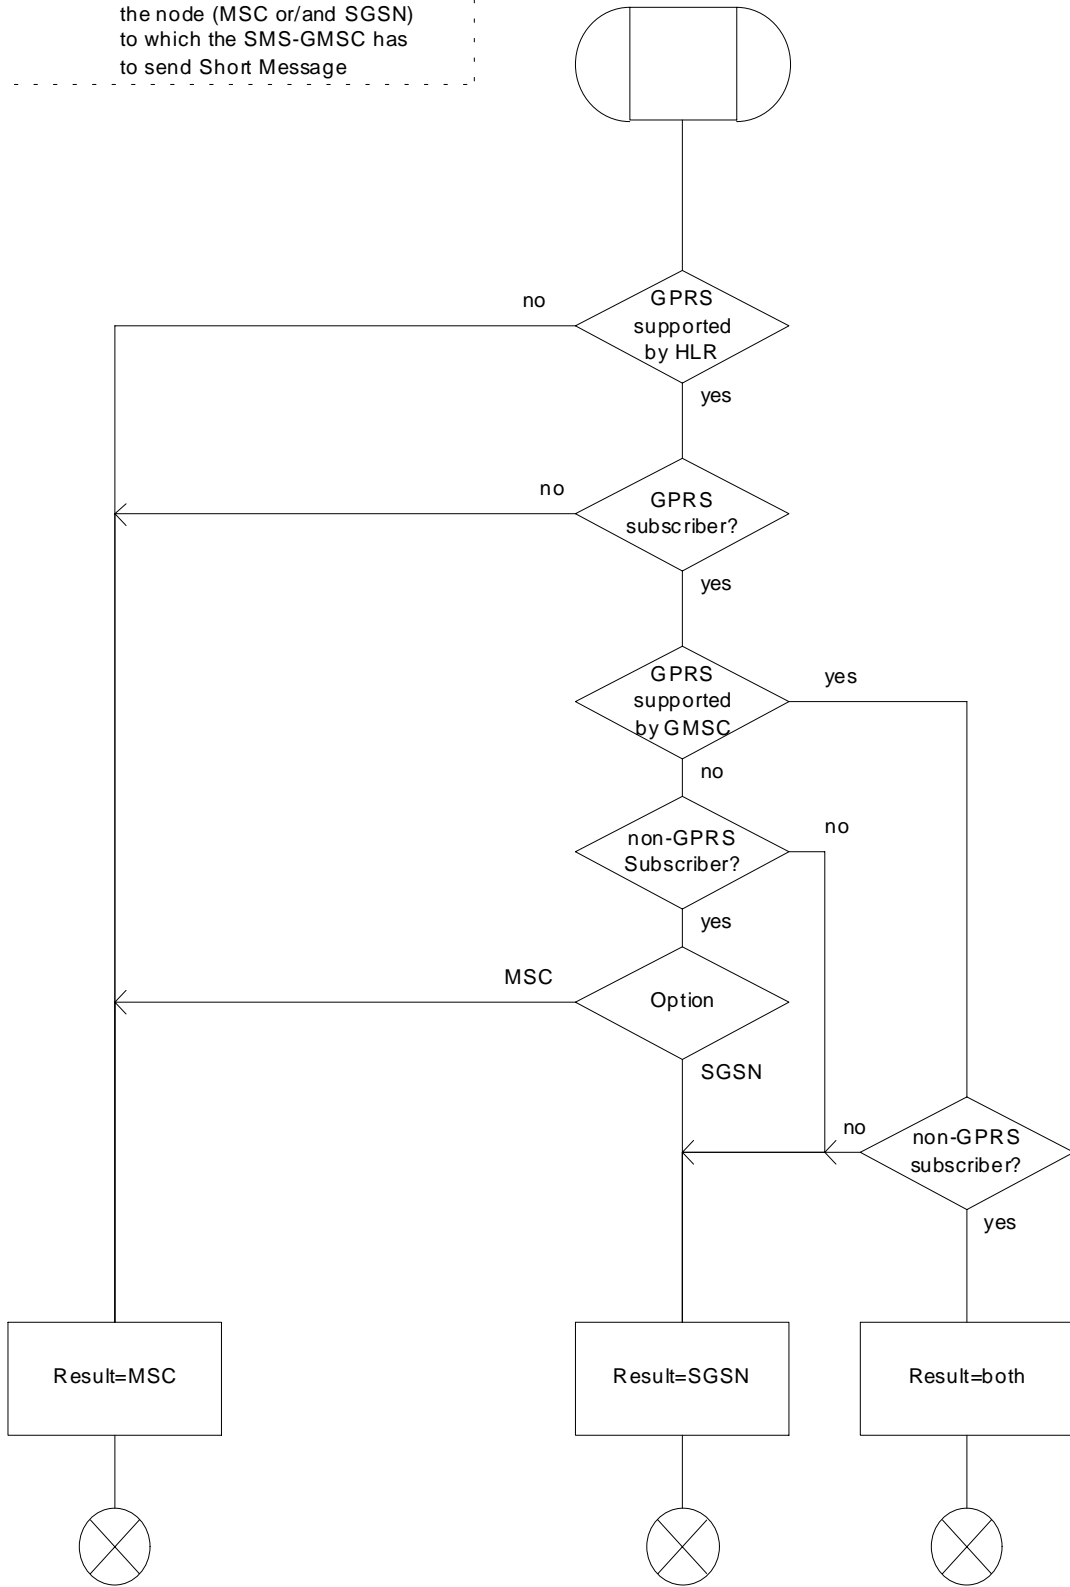 the node (MSC or/and SGSN)
to which the SMS-GMSC has
to send Short Message
no
GPRS
supported
by HLR
yes
no
GPRS
subscriber?
yes
GPRS
supported
by GMSC
yes
no
non-GPRS
Subscriber?
no
yes
MSC
Option
SGSN
no
non-GPRS
subscriber?
yes
Result=MSC
Result=SGSN
Result=both